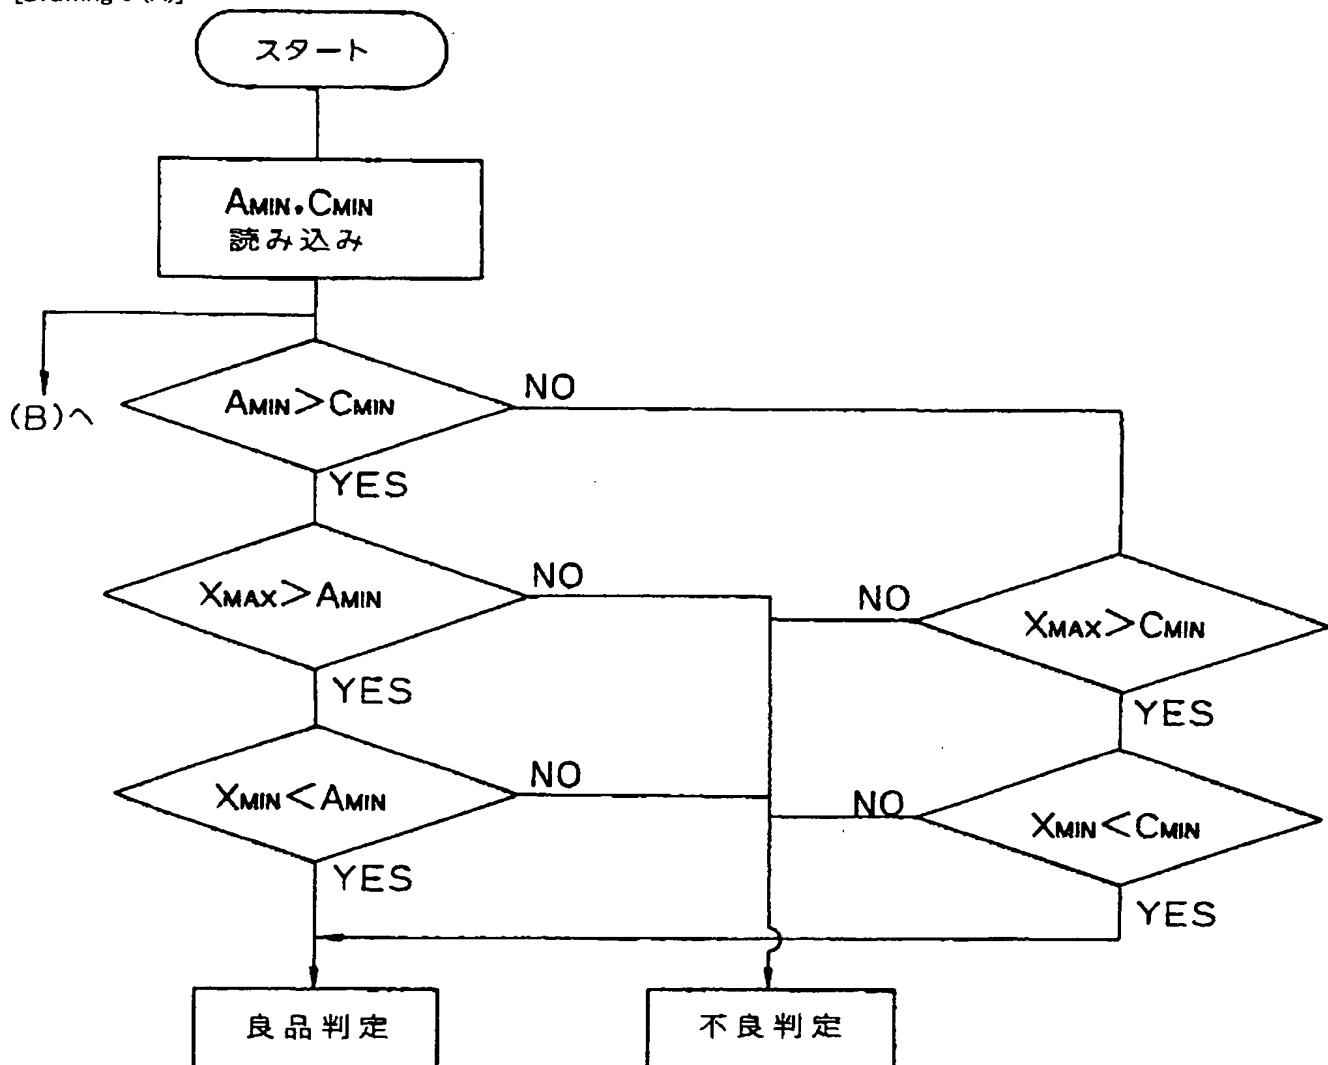 スタート
AMIN,CMIN
読み込み
(B)へ
AMIN>CMIN
NO
YES
XMAX>AMIN
NO
YES
NO
XMAX>CMIN
YES
XMIN<AMIN
NO
YES
NO
XMIN<CMIN
YES
良品判定
不良判定